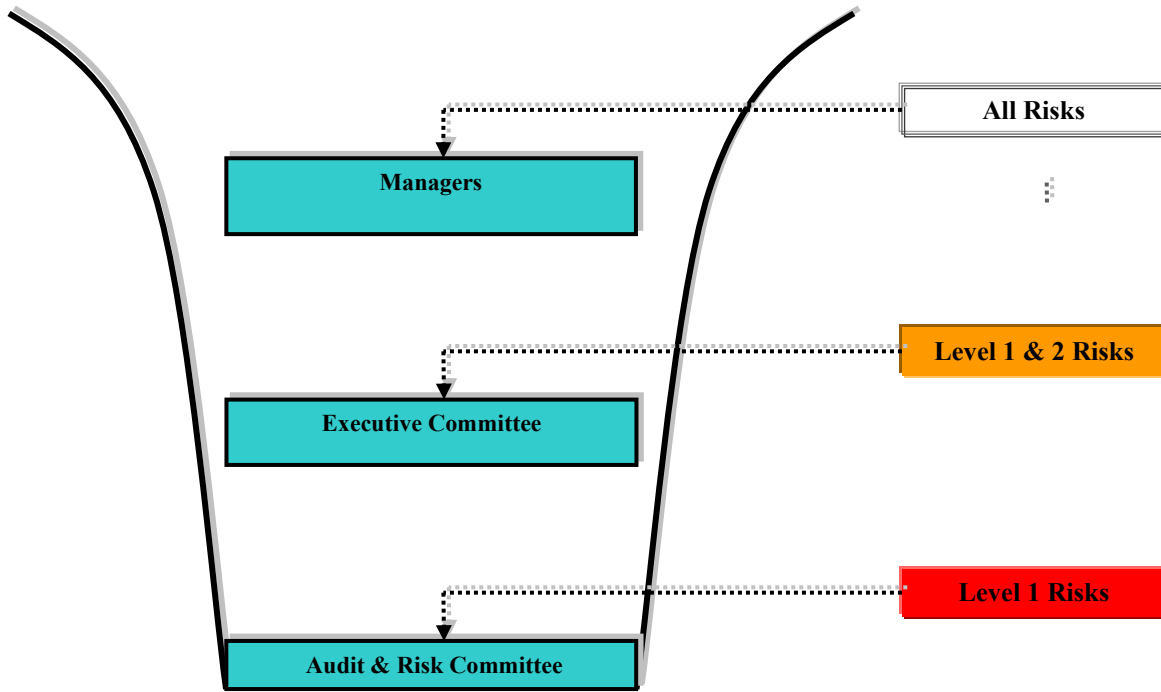 All Risks
Managers
Level 1 & 2 Risks
Executive Committee
Level 1 Risks
Audit & Risk Committee